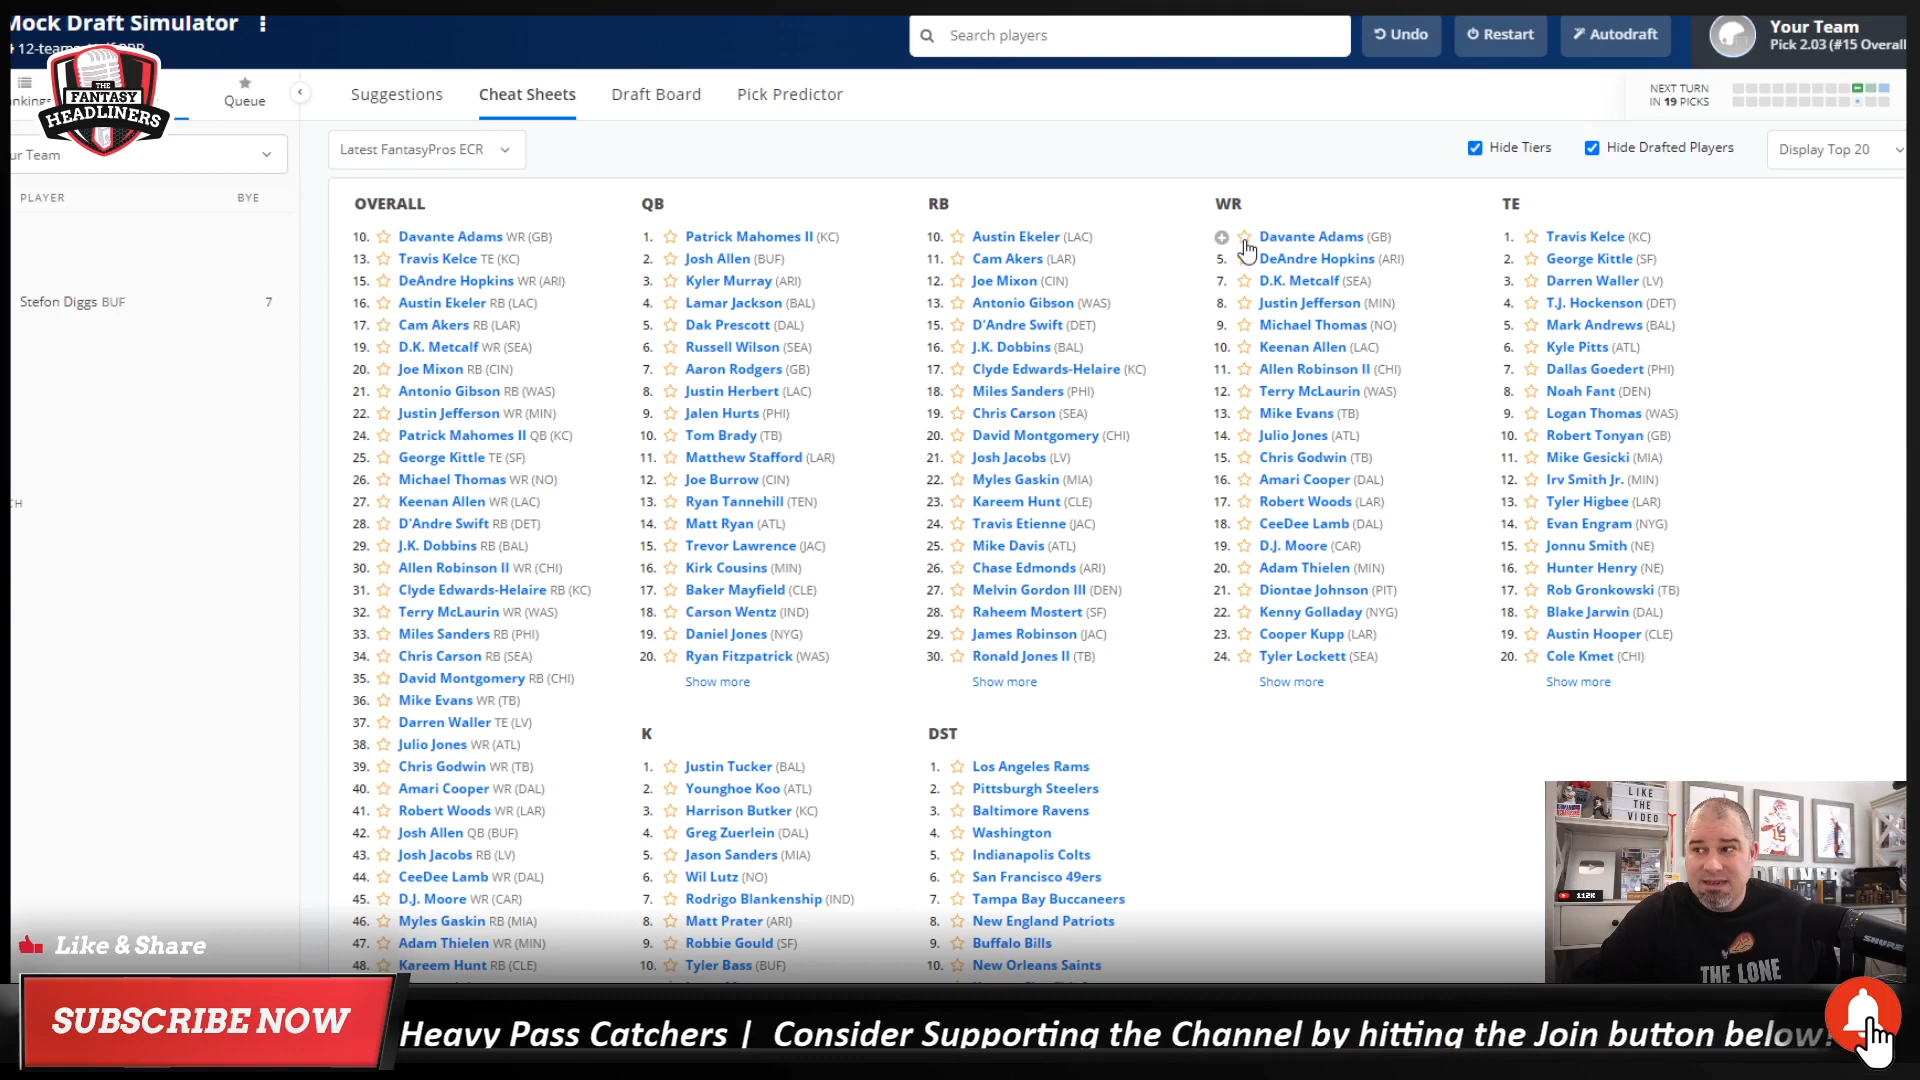 Mock Draft Simulator
12-team
Search players
Undo
Restart
Autodraft
Your Team
Pick 2.03 (#15 Overall
THE
FANTASY
HEADLINERS
Queue
Suggestions
Cheat Sheets
Draft Board
Pick Predictor
NEXT TURN
IN 19 PICKS
ur Team
Latest FantasyPros ECR
Hide Tiers
Hide Drafted Players
Display Top 20
PLAYER BYE
Stefon Diggs BUF 7
CH
OVERALL
10. Davante Adams WR (GB)
13. Travis Kelce TE (KC)
15. DeAndre Hopkins WR (ARI)
16. Austin Ekeler RB (LAC)
17. Cam Akers RB (LAR)
19. D.K. Metcalf WR (SEA)
20. Joe Mixon RB (CIN)
21. Antonio Gibson RB (WAS)
22. Justin Jefferson WR (MIN)
24. Patrick Mahomes II QB (KC)
25. George Kittle TE (SF)
26. Michael Thomas WR (NO)
27. Keenan Allen WR (LAC)
28. D'Andre Swift RB (DET)
29. J.K. Dobbins RB (BAL)
30. Allen Robinson II WR (CHI)
31. Clyde Edwards-Helaire RB (KC)
32. Terry McLaurin WR (WAS)
33. Miles Sanders RB (PHI)
34. Chris Carson RB (SEA)
35. David Montgomery RB (CHI)
36. Mike Evans WR (TB)
37. Darren Waller TE (LV)
38. Julio Jones WR (ATL)
39. Chris Godwin WR (TB)
40. Amari Cooper WR (DAL)
41. Robert Woods WR (LAR)
42. Josh Allen QB (BUF)
43. Josh Jacobs RB (LV)
44. CeeDee Lamb WR (DAL)
45. D.J. Moore WR (CAR)
46. Myles Gaskin RB (MIA)
47. Adam Thielen WR (MIN)
48. Kareem Hunt RB (CLE)
QB
1. Patrick Mahomes II (KC)
2. Josh Allen (BUF)
3. Kyler Murray (ARI)
4. Lamar Jackson (BAL)
5. Dak Prescott (DAL)
6. Russell Wilson (SEA)
7. Aaron Rodgers (GB)
8. Justin Herbert (LAC)
9. Jalen Hurts (PHI)
10. Tom Brady (TB)
11. Matthew Stafford (LAR)
12. Joe Burrow (CIN)
13. Ryan Tannehill (TEN)
14. Matt Ryan (ATL)
15. Trevor Lawrence (JAC)
16. Kirk Cousins (MIN)
17. Baker Mayfield (CLE)
18. Carson Wentz (IND)
19. Daniel Jones (NYG)
20. Ryan Fitzpatrick (WAS)
Show more
RB
10. Austin Ekeler (LAC)
11. Cam Akers (LAR)
12. Joe Mixon (CIN)
13. Antonio Gibson (WAS)
15. D'Andre Swift (DET)
16. J.K. Dobbins (BAL)
17. Clyde Edwards-Helaire (KC)
18. Miles Sanders (PHI)
19. Chris Carson (SEA)
20. David Montgomery (CHI)
21. Josh Jacobs (LV)
22. Myles Gaskin (MIA)
23. Kareem Hunt (CLE)
24. Travis Etienne (JAC)
25. Mike Davis (ATL)
26. Chase Edmonds (ARI)
27. Melvin Gordon III (DEN)
28. Raheem Mostert (SF)
29. James Robinson (JAC)
30. Ronald Jones II (TB)
Show more
WR
Davante Adams (GB)
5. DeAndre Hopkins (ARI)
7. D.K. Metcalf (SEA)
8. Justin Jefferson (MIN)
9. Michael Thomas (NO)
10. Keenan Allen (LAC)
11. Allen Robinson II (CHI)
12. Terry McLaurin (WAS)
13. Mike Evans (TB)
14. Julio Jones (ATL)
15. Chris Godwin (TB)
16. Amari Cooper (DAL)
17. Robert Woods (LAR)
18. CeeDee Lamb (DAL)
19. D.J. Moore (CAR)
20. Adam Thielen (MIN)
21. Diontae Johnson (PIT)
22. Kenny Golladay (NYG)
23. Cooper Kupp (LAR)
24. Tyler Lockett (SEA)
Show more
TE
1. Travis Kelce (KC)
2. George Kittle (SF)
3. Darren Waller (LV)
4. T.J. Hockenson (DET)
5. Mark Andrews (BAL)
6. Kyle Pitts (ATL)
7. Dallas Goedert (PHI)
8. Noah Fant (DEN)
9. Logan Thomas (WAS)
10. Robert Tonyan (GB)
11. Mike Gesicki (MIA)
12. Irv Smith Jr. (MIN)
13. Tyler Higbee (LAR)
14. Evan Engram (NYG)
15. Jonnu Smith (NE)
16. Hunter Henry (NE)
17. Rob Gronkowski (TB)
18. Blake Jarwin (DAL)
19. Austin Hooper (CLE)
20. Cole Kmet (CHI)
Show more
K
1. Justin Tucker (BAL)
2. Younghoe Koo (ATL)
3. Harrison Butker (KC)
4. Greg Zuerlein (DAL)
5. Jason Sanders (MIA)
6. Wil Lutz (NO)
7. Rodrigo Blankenship (IND)
8. Matt Prater (ARI)
9. Robbie Gould (SF)
10. Tyler Bass (BUF)
DST
1. Los Angeles Rams
2. Pittsburgh Steelers
3. Baltimore Ravens
4. Washington
5. Indianapolis Colts
6. San Francisco 49ers
7. Tampa Bay Buccaneers
8. New England Patriots
9. Buffalo Bills
10. New Orleans Saints
LIKE
THE
VIDEO
112K
SHURE
THE LONE
Like & Share
SUBSCRIBE NOW
Heavy Pass Catchers | Consider Supporting the Channel by hitting the Join button below!